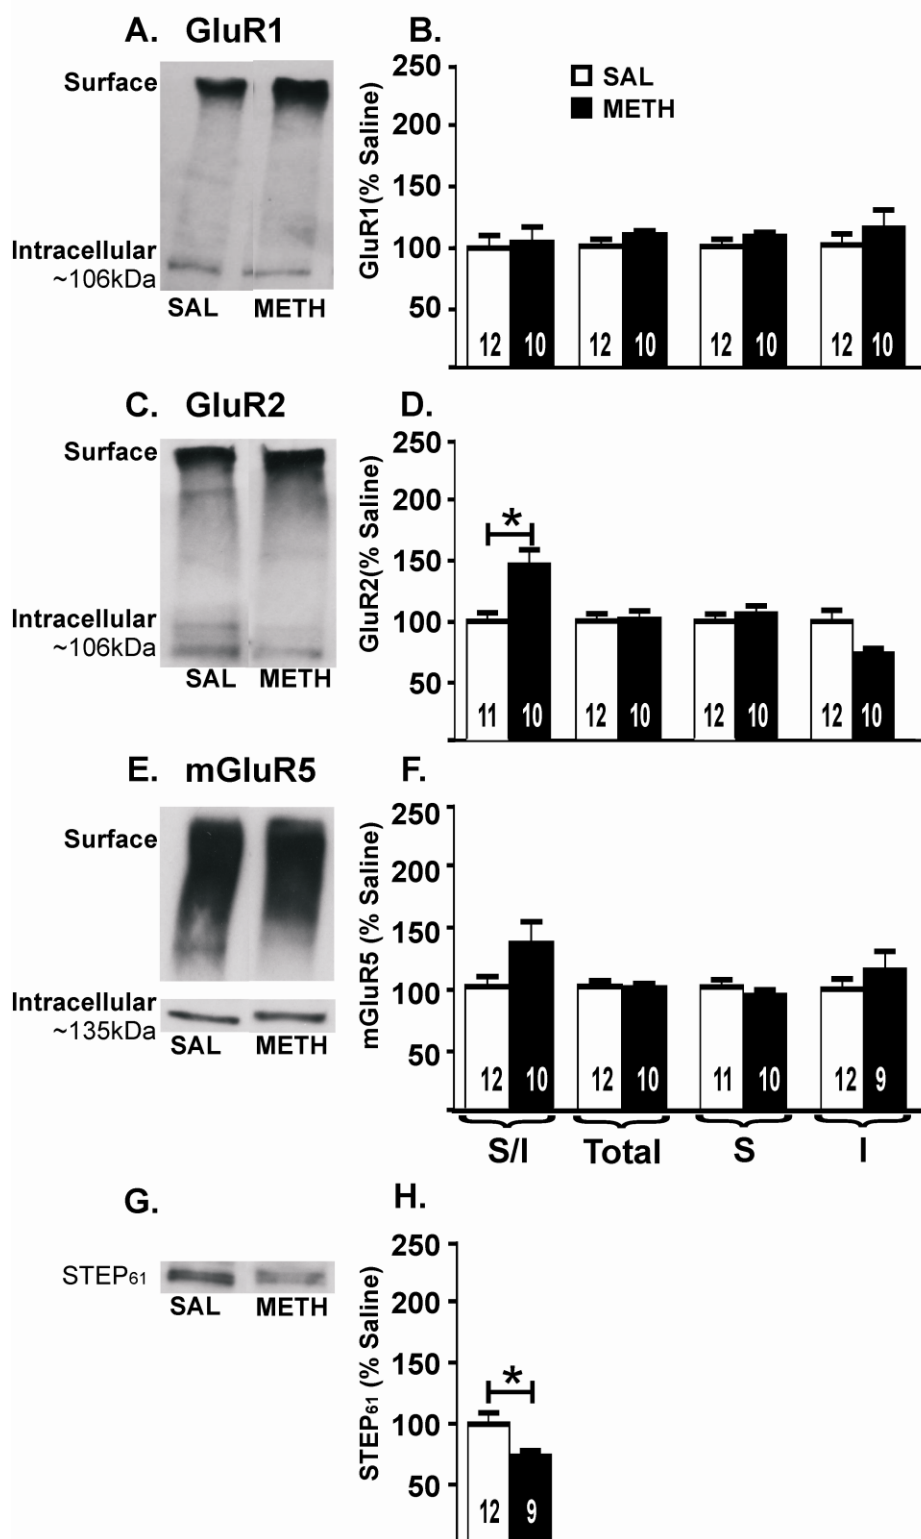 A. GluR1
Surface
Intracellular
~106kDa
SAL METH
B.
GluR1(% Saline)
250
200
150
100
50
SAL
METH
12 10 12 10 12 10 12 10
C. GluR2
Surface
Intracellular
~106kDa
SAL METH
D.
GluR2(% Saline)
250
200
150
100
50
*
11 10 12 10 12 10 12 10
E. mGluR5
Surface
Intracellular
~135kDa
SAL METH
F.
mGluR5 (% Saline)
250
200
150
100
50
12 10 12 10 11 10 12 9
S/I Total S I
G.
STEP61
SAL METH
H.
STEP61 (% Saline)
250
200
150
100
50
*
12 9